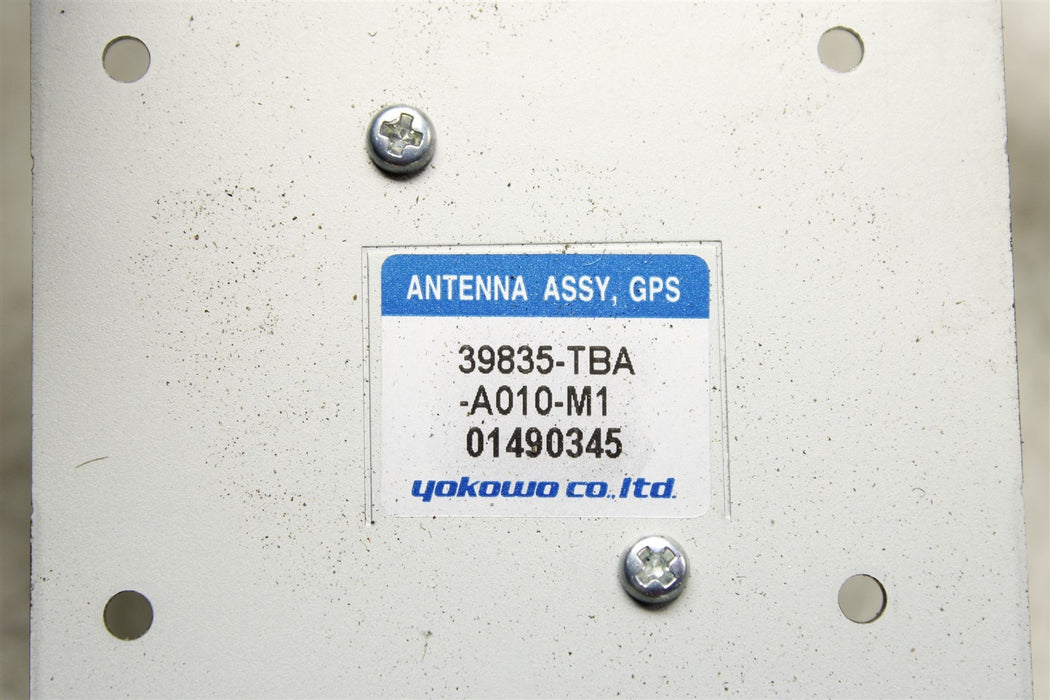 ANTENNA ASSY, GPS
39835-TBA
-A010-M1
01490345
yokowo co.,ltd.